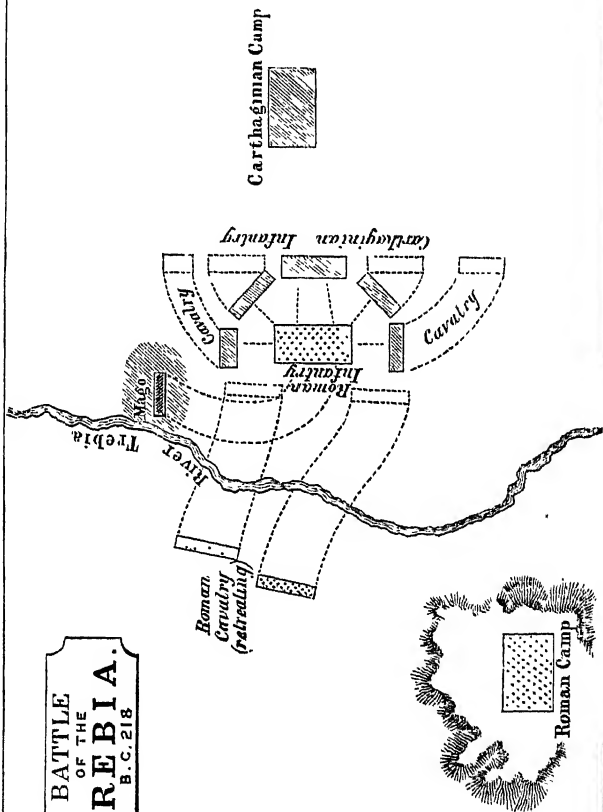 BATTLE
OF THE
REBIA.
B.C. 218
Carthaginian Camp
Carthaginian Infantry
Cavalry
Cavalry
Roman
Infantry
Mago
River Trebia
Roman
Cavalry
(retreating)
Roman Camp